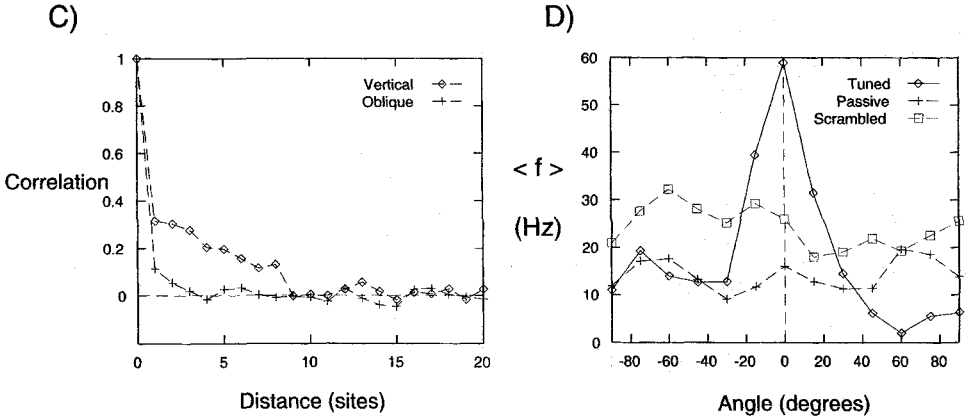 C)
1
0.8
0.6
0.4
0.2
0
Correlation
Vertical
Oblique
0 5 10 15 20
Distance (sites)
D)
60
50
40
30
20
10
0
< f >
(Hz)
Tuned
Passive
Scrambled
-80 -60 -40 -20 0 20 40 60 80
Angle (degrees)